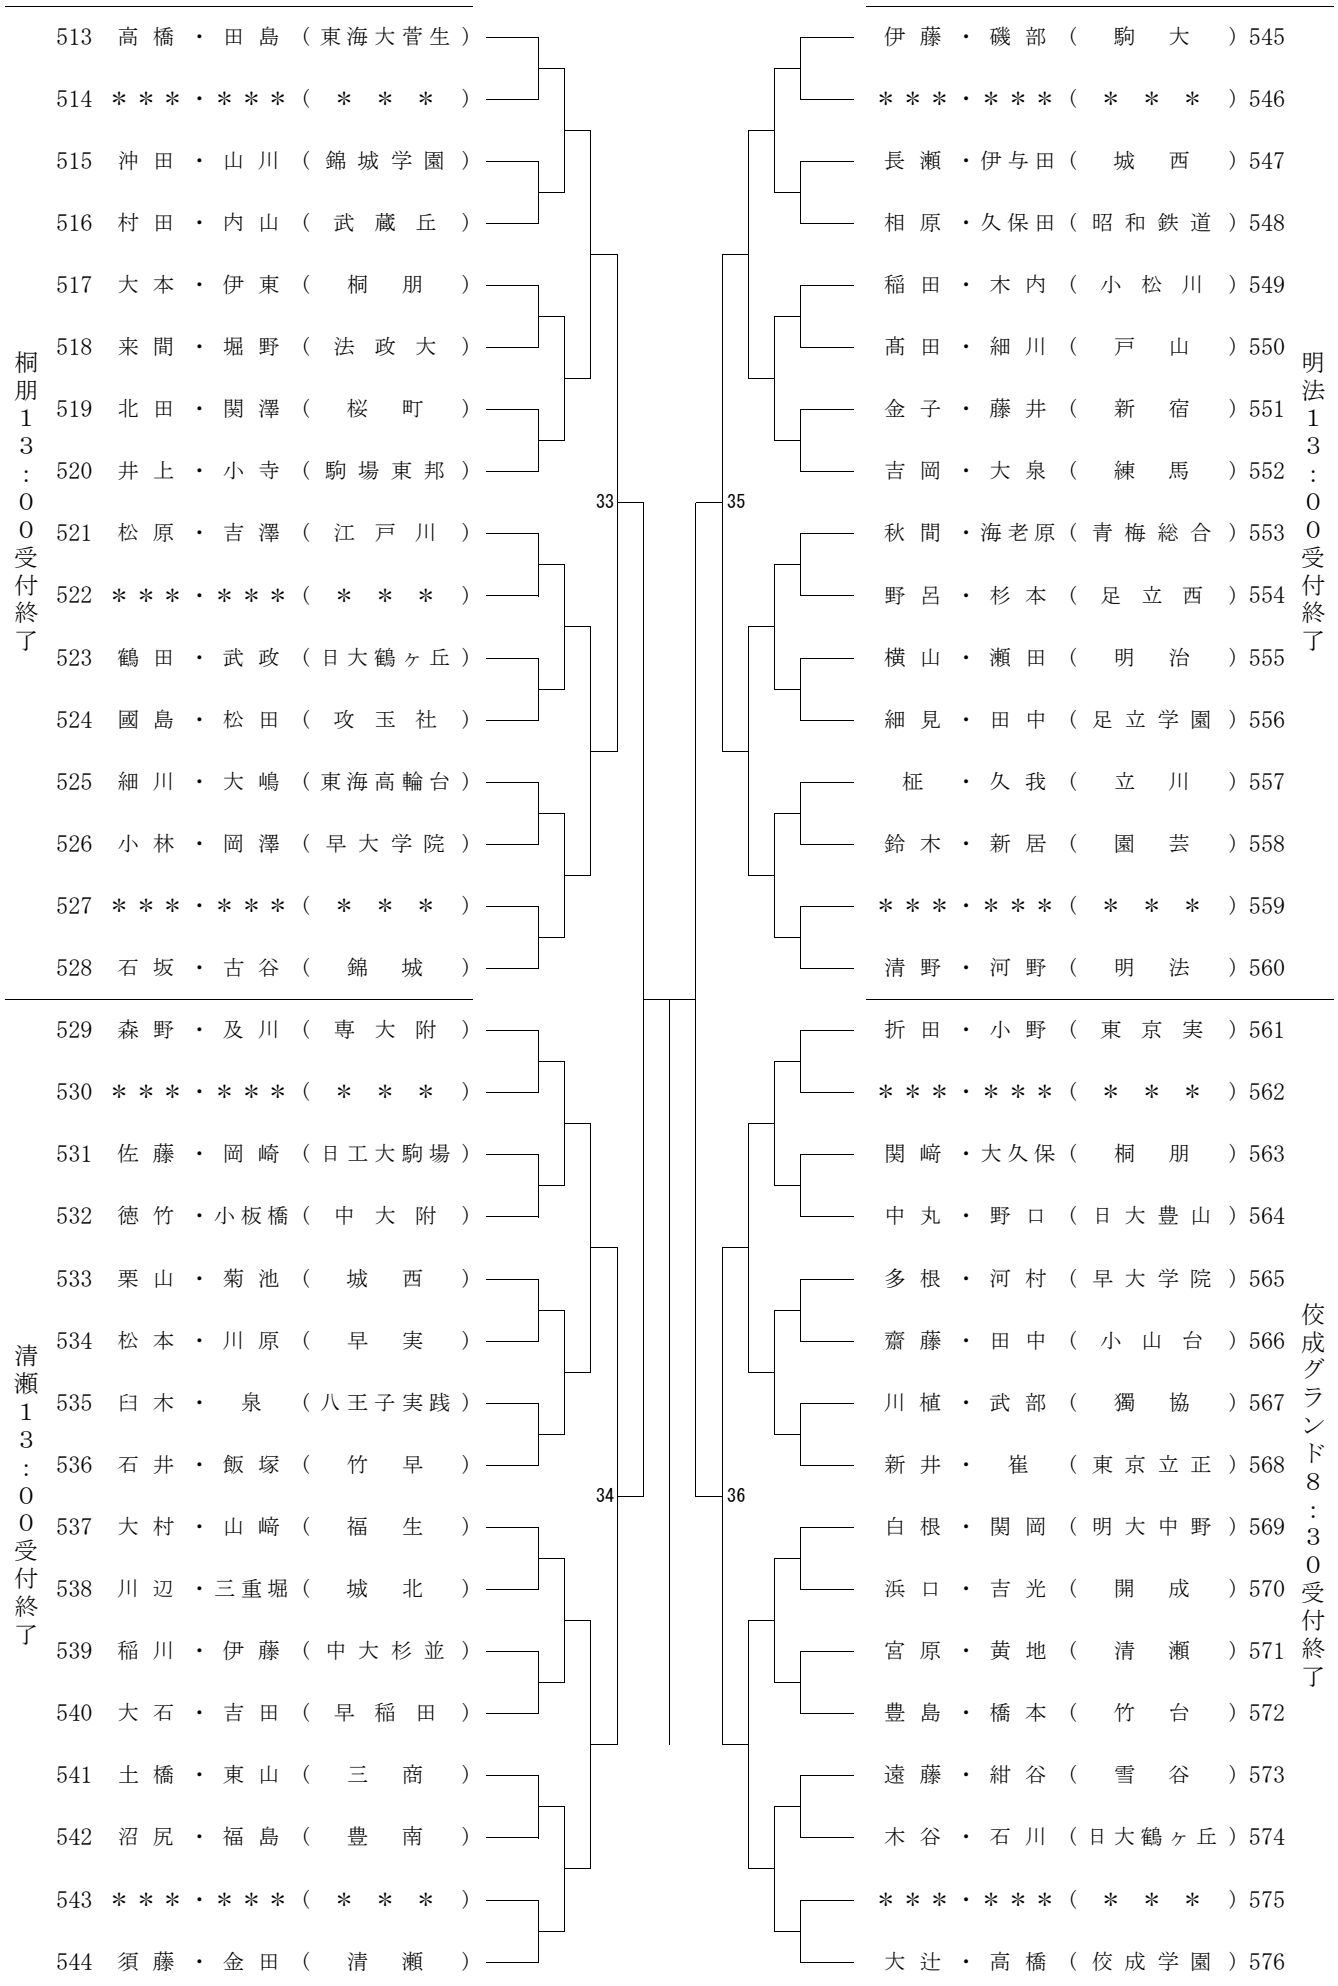 513 高橋・田島(東海大菅生)
514 ***・***(***)
515 沖田・山川(錦城学園)
516 村田・内山(武蔵丘)
517 大本・伊東(桐朋)
518 来間・堀野(法政大)
519 北田・関澤(桜町)
520 井上・小寺(駒場東邦)
521 松原・吉澤(江戸川)
522 ***・***(***)
523 鶴田・武政(日大鶴ヶ丘)
524 國島・松田(攻玉社)
525 細川・大嶋(東海高輪台)
526 小林・岡澤(早大学院)
527 ***・***(***)
528 石坂・古谷(錦城)
桐朋13:00受付終了
33
529 森野・及川(専大附)
530 ***・***(***)
531 佐藤・岡崎(日工大駒場)
532 徳竹・小板橋(中大附)
533 栗山・菊池(城西)
534 松本・川原(早実)
535 臼木・泉(八王子実践)
536 石井・飯塚(竹早)
537 大村・山﨑(福生)
538 川辺・三重堀(城北)
539 稲川・伊藤(中大杉並)
540 大石・吉田(早稲田)
541 土橋・東山(三商)
542 沼尻・福島(豊南)
543 ***・***(***)
544 須藤・金田(清瀬)
清瀬13:00受付終了
34
伊藤・磯部(駒大)545
***・***(***)546
長瀬・伊与田(城西)547
相原・久保田(昭和鉄道)548
稲田・木内(小松川)549
髙田・細川(戸山)550
金子・藤井(新宿)551
吉岡・大泉(練馬)552
秋間・海老原(青梅総合)553
野呂・杉本(足立西)554
横山・瀬田(明治)555
細見・田中(足立学園)556
柾・久我(立川)557
鈴木・新居(園芸)558
***・***(***)559
清野・河野(明法)560
明法13:00受付終了
35
折田・小野(東京実)561
***・***(***)562
関﨑・大久保(桐朋)563
中丸・野口(日大豊山)564
多根・河村(早大学院)565
齋藤・田中(小山台)566
川植・武部(獨協)567
新井・崔(東京立正)568
白根・関岡(明大中野)569
浜口・吉光(開成)570
宮原・黄地(清瀬)571
豊島・橋本(竹台)572
遠藤・紺谷(雪谷)573
木谷・石川(日大鶴ヶ丘)574
***・***(***)575
大辻・高橋(佼成学園)576
佼成グランド8:30受付終了
36